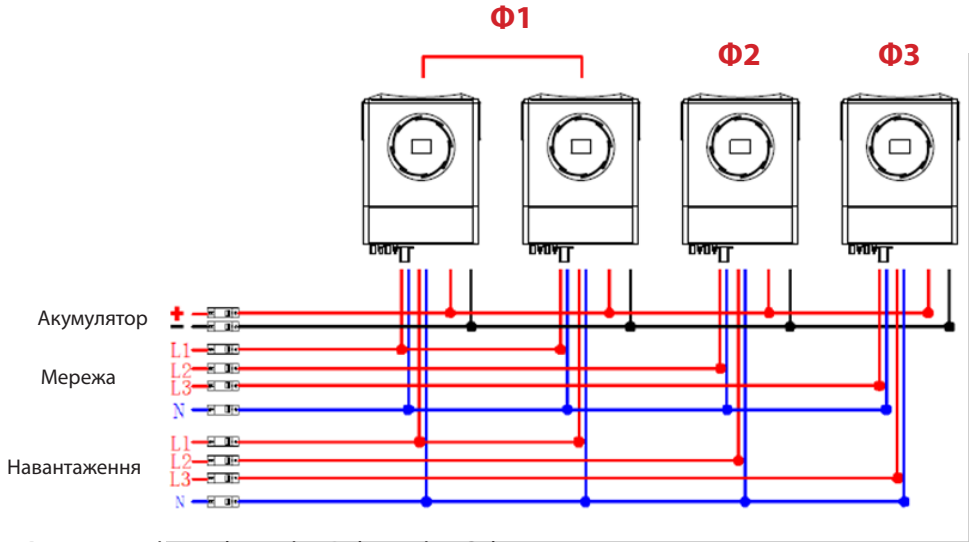 Ф1
Ф2
Ф3
Акумулятор
+
−
Мережа
L1
L2
L3
N
Навантаження
L1
L2
L3
N